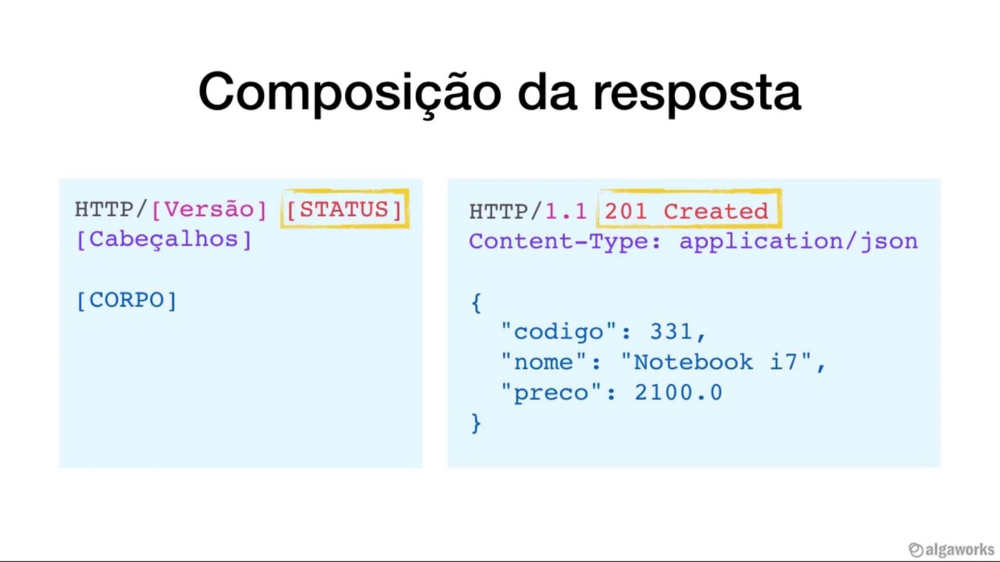 Composição da resposta
HTTP/[Versão] [STATUS]
[Cabeçalhos]
[CORPO]
HTTP/1.1 201 Created
Content-Type: application/json
{
"codigo": 331,
"nome": "Notebook i7",
"preco": 2100.0
}
algaworks